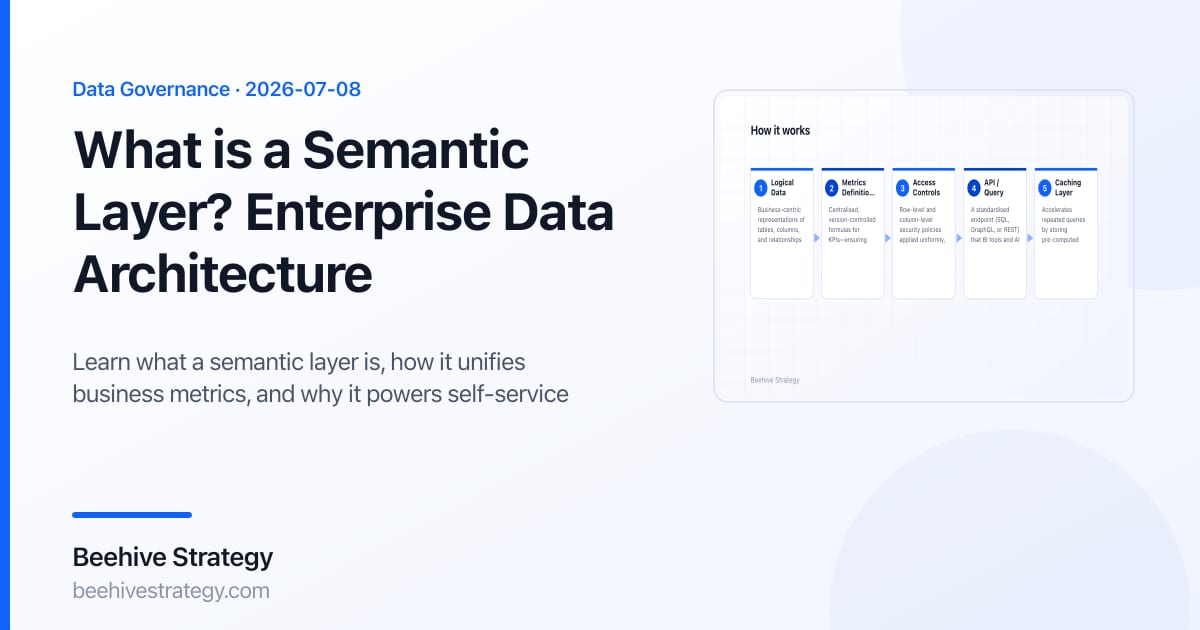 Data Governance · 2026-07-08
What is a Semantic
Layer? Enterprise Data
Architecture
Learn what a semantic layer is, how it unifies
business metrics, and why it powers self-service
Beehive Strategy
beehivestrategy.com
How it works
1
Logical
Data
Business-centric
representations of
tables, columns,
and relationships
2
Metrics
Definitio...
Centralised,
version-controlled
formulas for
KPIs—ensuring
3
Access
Controls
Row-level and
column-level
security policies
applied uniformly,
4
API /
Query
A standardised
endpoint (SQL,
GraphQL, or REST)
that BI tools and AI
5
Caching
Layer
Accelerates
repeated queries
by storing
pre-computed
Beehive Strategy